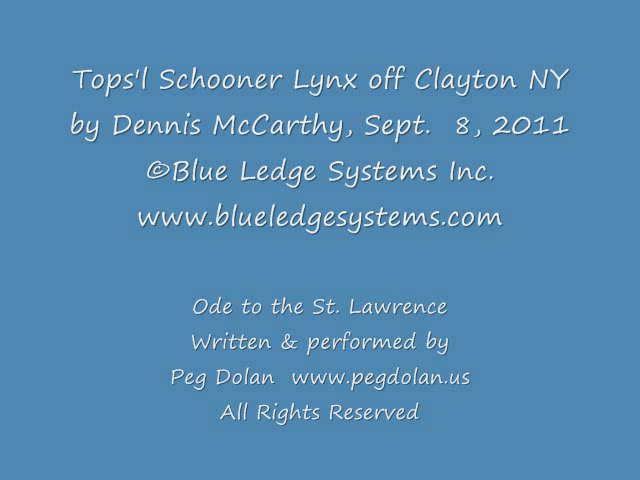 Tops'l Schooner Lynx off Clayton NY
by Dennis McCarthy, Sept.  8, 2011
©Blue Ledge Systems Inc.
www.blueledgesystems.com
Ode to the St. Lawrence
Written & performed by
Peg Dolan  www.pegdolan.us
All Rights Reserved